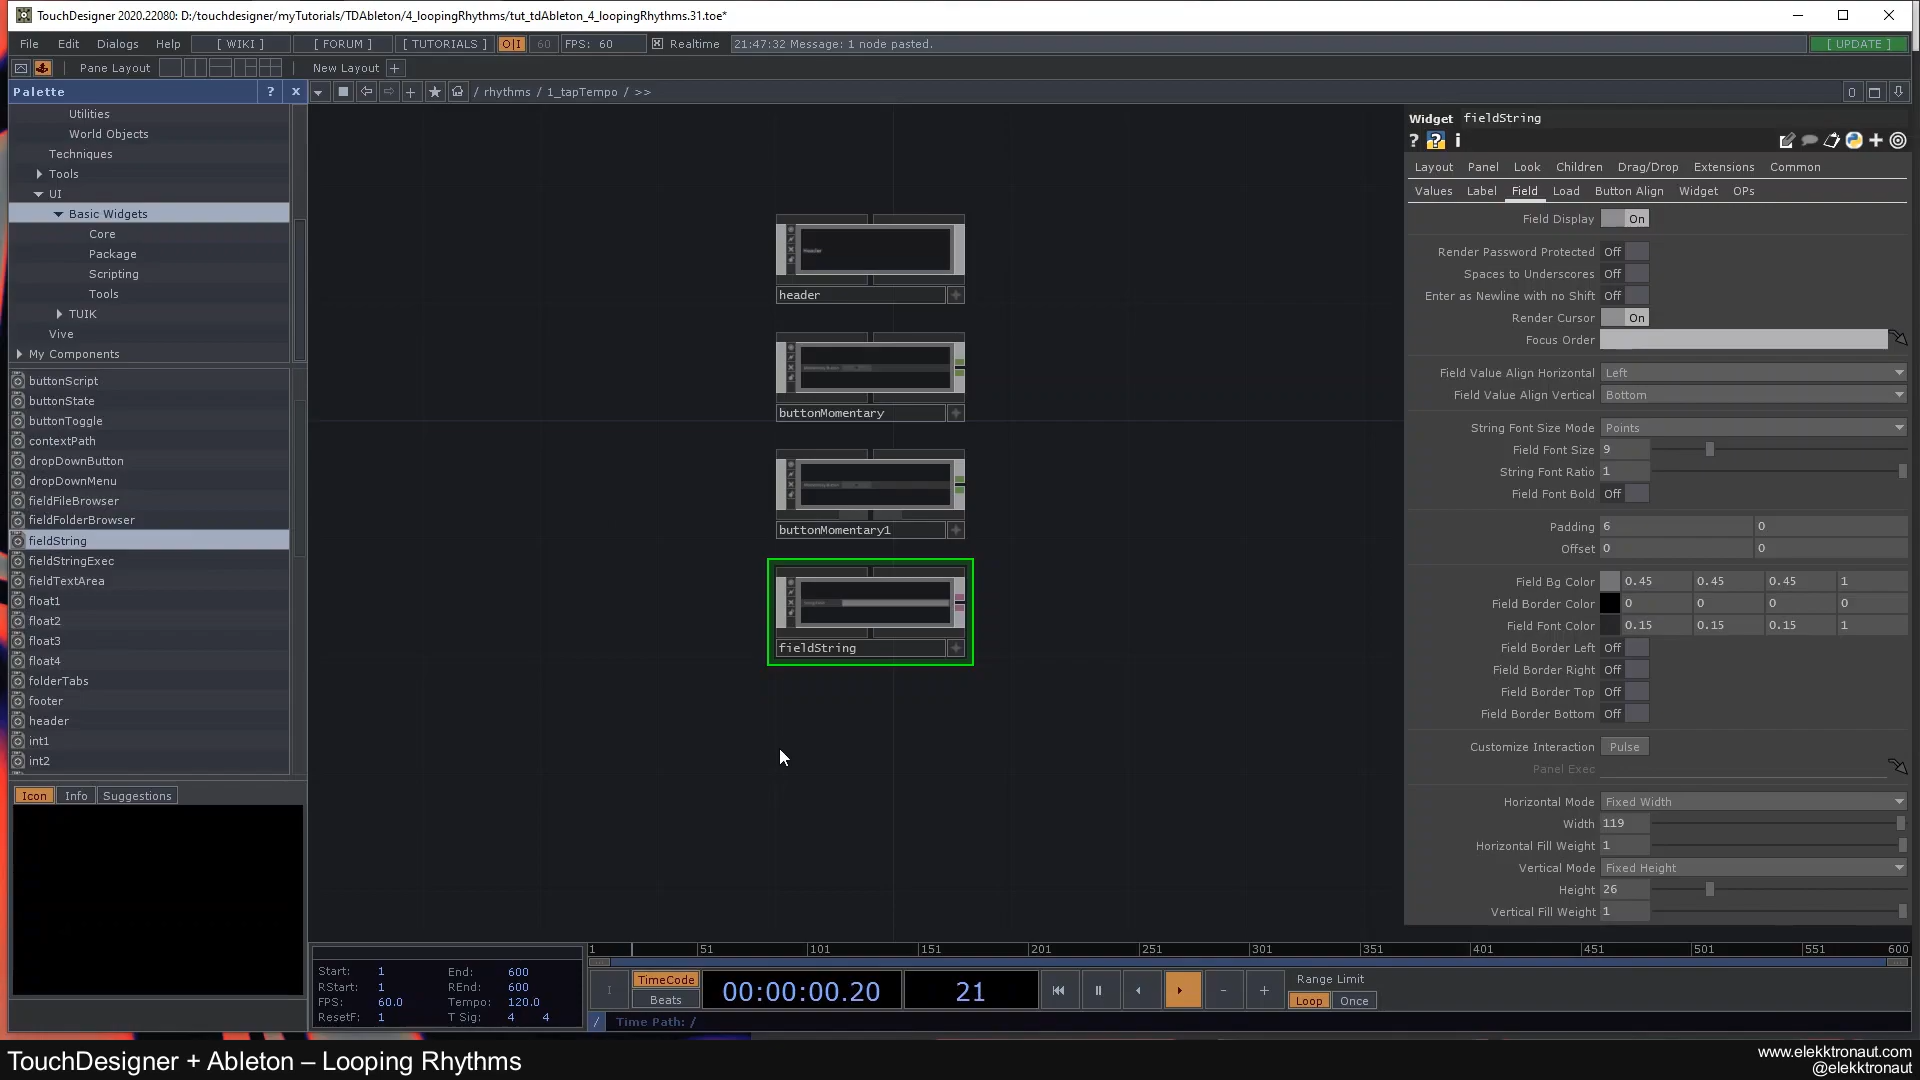 TouchDesigner 2020.22080: D:/touchdesigner/myTutorials/TDAbleton/4_loopingRhythms/tut_tdAbleton_4_loopingRhythms.31.toe*
File Edit Dialogs Help [ WIKI ] [ FORUM ] [ TUTORIALS ] O|I 60 FPS: 60 Realtime 21:47:32 Message: 1 node pasted. [ UPDATE ]
Pane Layout New Layout +
Palette ? x / rhythms / 1_tapTempo / >> 0
Utilities
World Objects
Techniques
Tools
UI
Basic Widgets
Core
Package
Scripting
Tools
TUIK
Vive
My Components
buttonScript
buttonState
buttonToggle
contextPath
dropDownButton
dropDownMenu
fieldFileBrowser
fieldFolderBrowser
fieldString
fieldStringExec
fieldTextArea
float1
float2
float3
float4
folderTabs
footer
header
int1
int2
Icon Info Suggestions
header
buttonMomentary
buttonMomentary1
fieldString
Widget fieldString
? ? i
Layout Panel Look Children Drag/Drop Extensions Common
Values Label Field Load Button Align Widget OPs
Field Display On
Render Password Protected Off
Spaces to Underscores Off
Enter as Newline with no Shift Off
Render Cursor On
Focus Order
Field Value Align Horizontal Left
Field Value Align Vertical Bottom
String Font Size Mode Points
Field Font Size 9
String Font Ratio 1
Field Font Bold Off
Padding 6 0
Offset 0 0
Field Bg Color 0.45 0.45 0.45 1
Field Border Color 0 0 0 0
Field Font Color 0.15 0.15 0.15 1
Field Border Left Off
Field Border Right Off
Field Border Top Off
Field Border Bottom Off
Customize Interaction Pulse
Panel Exec
Horizontal Mode Fixed Width
Width 119
Horizontal Fill Weight 1
Vertical Mode Fixed Height
Height 26
Vertical Fill Weight 1
1 51 101 151 201 251 301 351 401 451 501 551 600
Start: 1 End: 600
RStart: 1 REnd: 600
FPS: 60.0 Tempo: 120.0
ResetF: 1 T Sig: 4 4
TimeCode
Beats
00:00:00.20 21
Range Limit
Loop Once
/ Time Path: /
TouchDesigner + Ableton – Looping Rhythms
www.elekktronaut.com
@elekktronaut